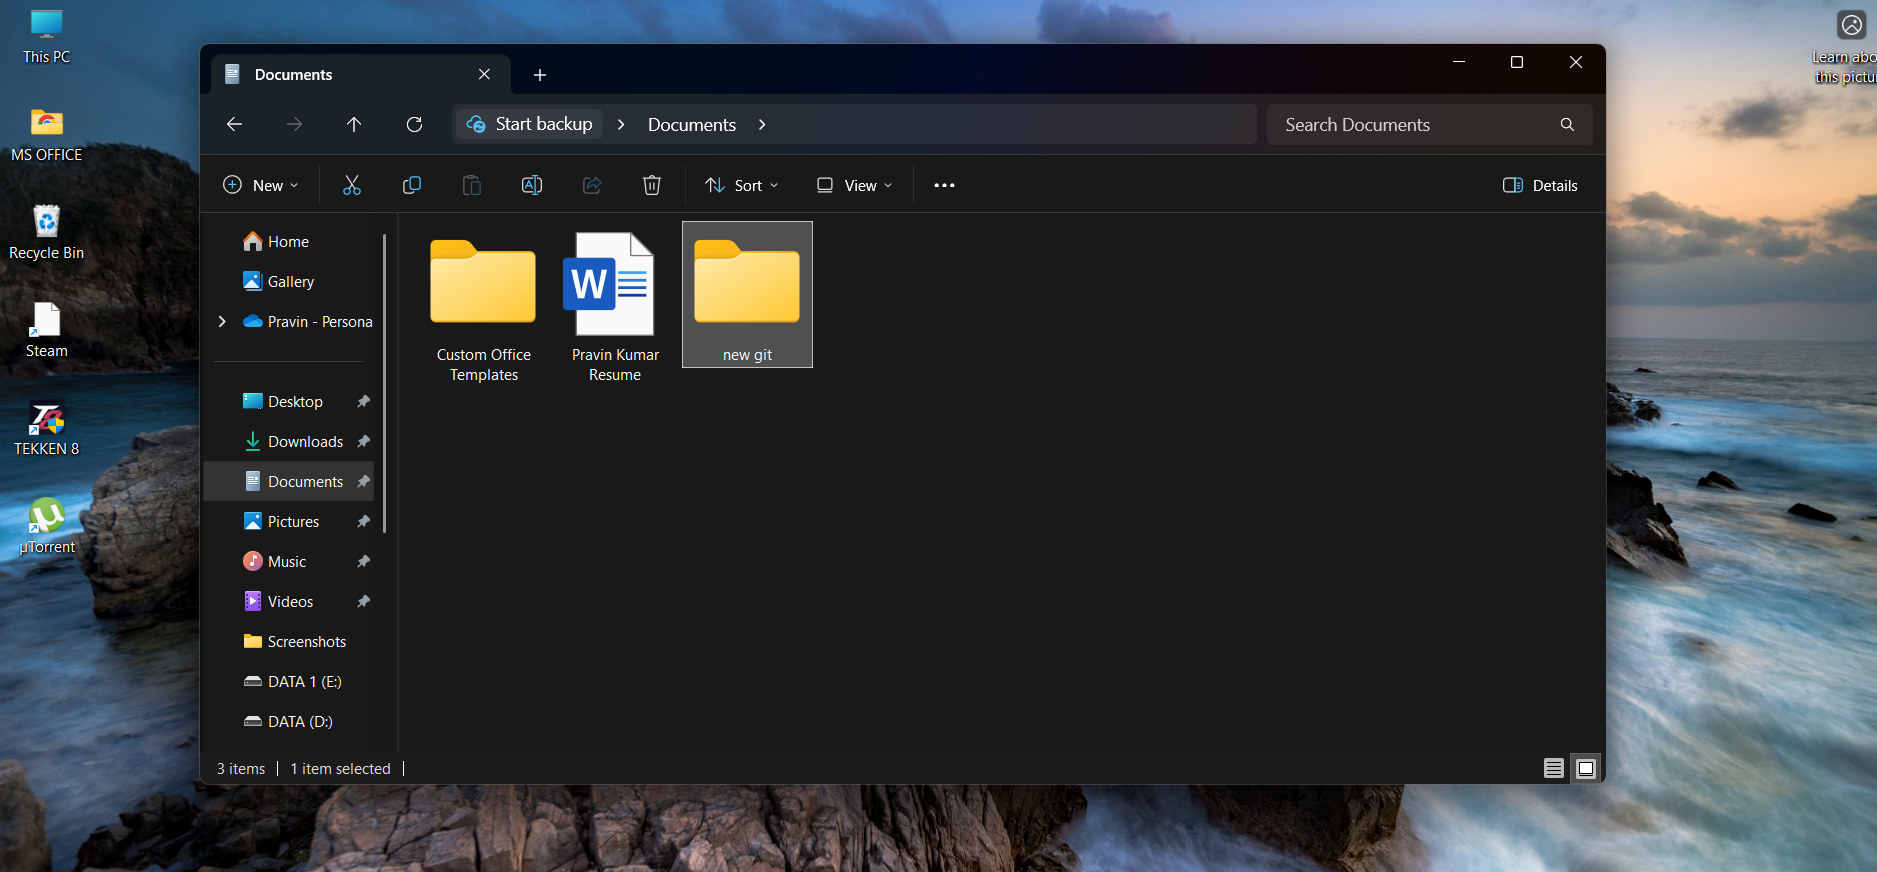 This PC
MS OFFICE
Recycle Bin
Steam
TEKKEN 8
µTorrent
Learn abo
this pictu
Documents
Start backup
Documents
Search Documents
New
Sort
View
Details
Home
Gallery
Pravin - Persona
Desktop
Downloads
Documents
Pictures
Music
Videos
Screenshots
DATA 1 (E:)
DATA (D:)
W
Custom Office
Templates
Pravin Kumar
Resume
new git
3 items
1 item selected